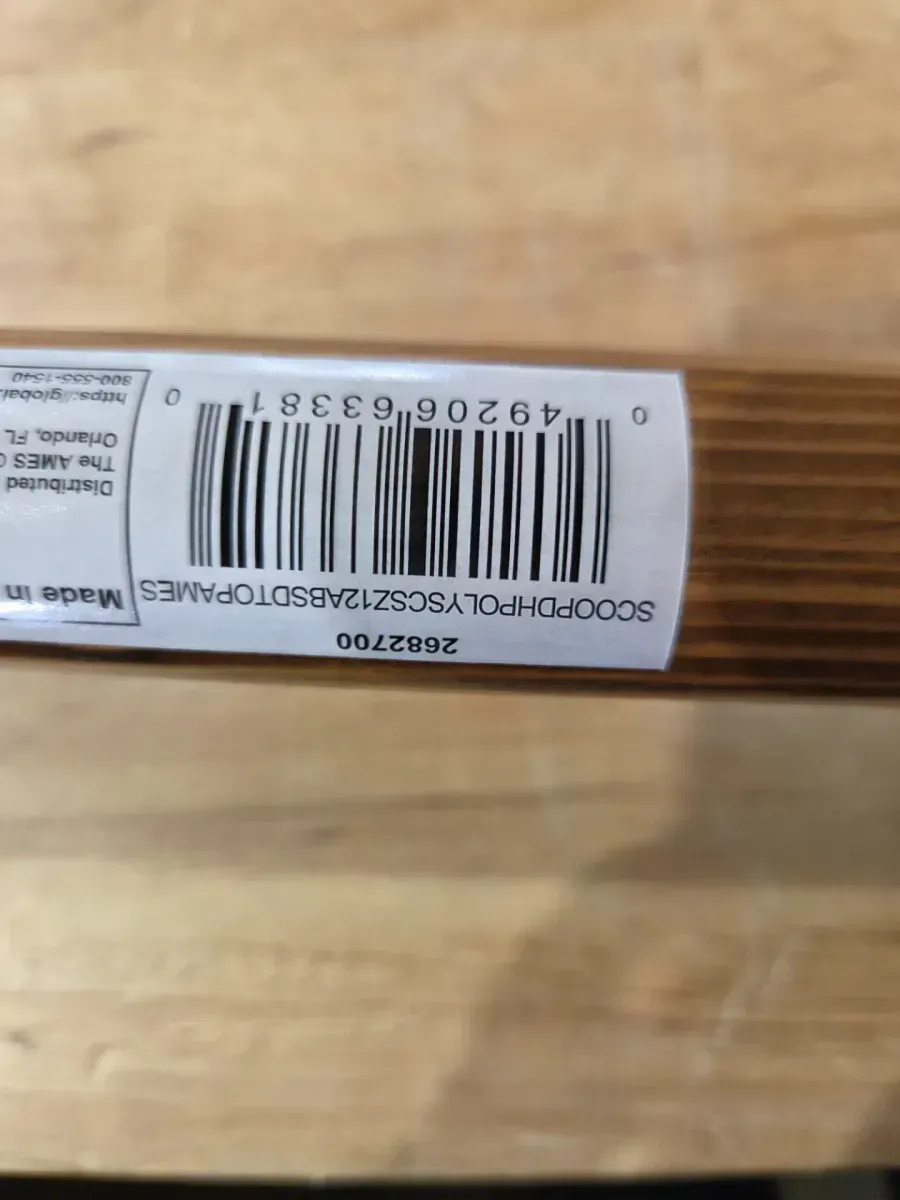 2682700
SCOOPDHPOLYSCSZ12ABSDTOPAMES
0 49206 63381 0
Made in
Distributed
The AMES
Orlando, FL
https://global.
800-555-1540